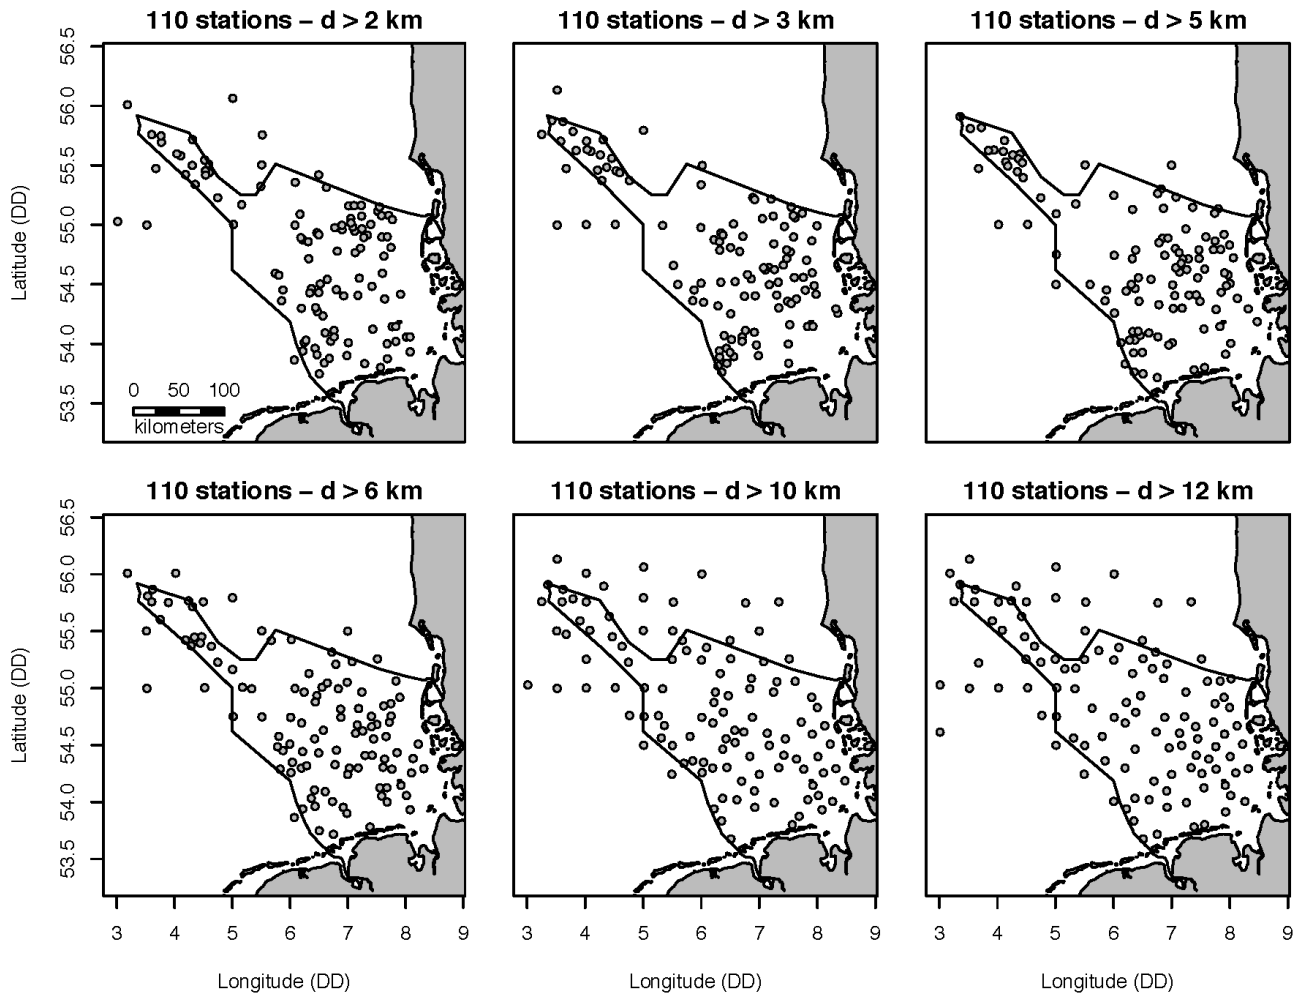 110 stations – d > 2 km
110 stations – d > 3 km
110 stations – d > 5 km
Latitude (DD)
56.5
56.0
55.5
55.0
54.5
54.0
53.5
0 50 100
kilometers
110 stations – d > 6 km
110 stations – d > 10 km
110 stations – d > 12 km
Latitude (DD)
56.5
56.0
55.5
55.0
54.5
54.0
53.5
3 4 5 6 7 8 9
3 4 5 6 7 8 9
3 4 5 6 7 8 9
Longitude (DD)
Longitude (DD)
Longitude (DD)